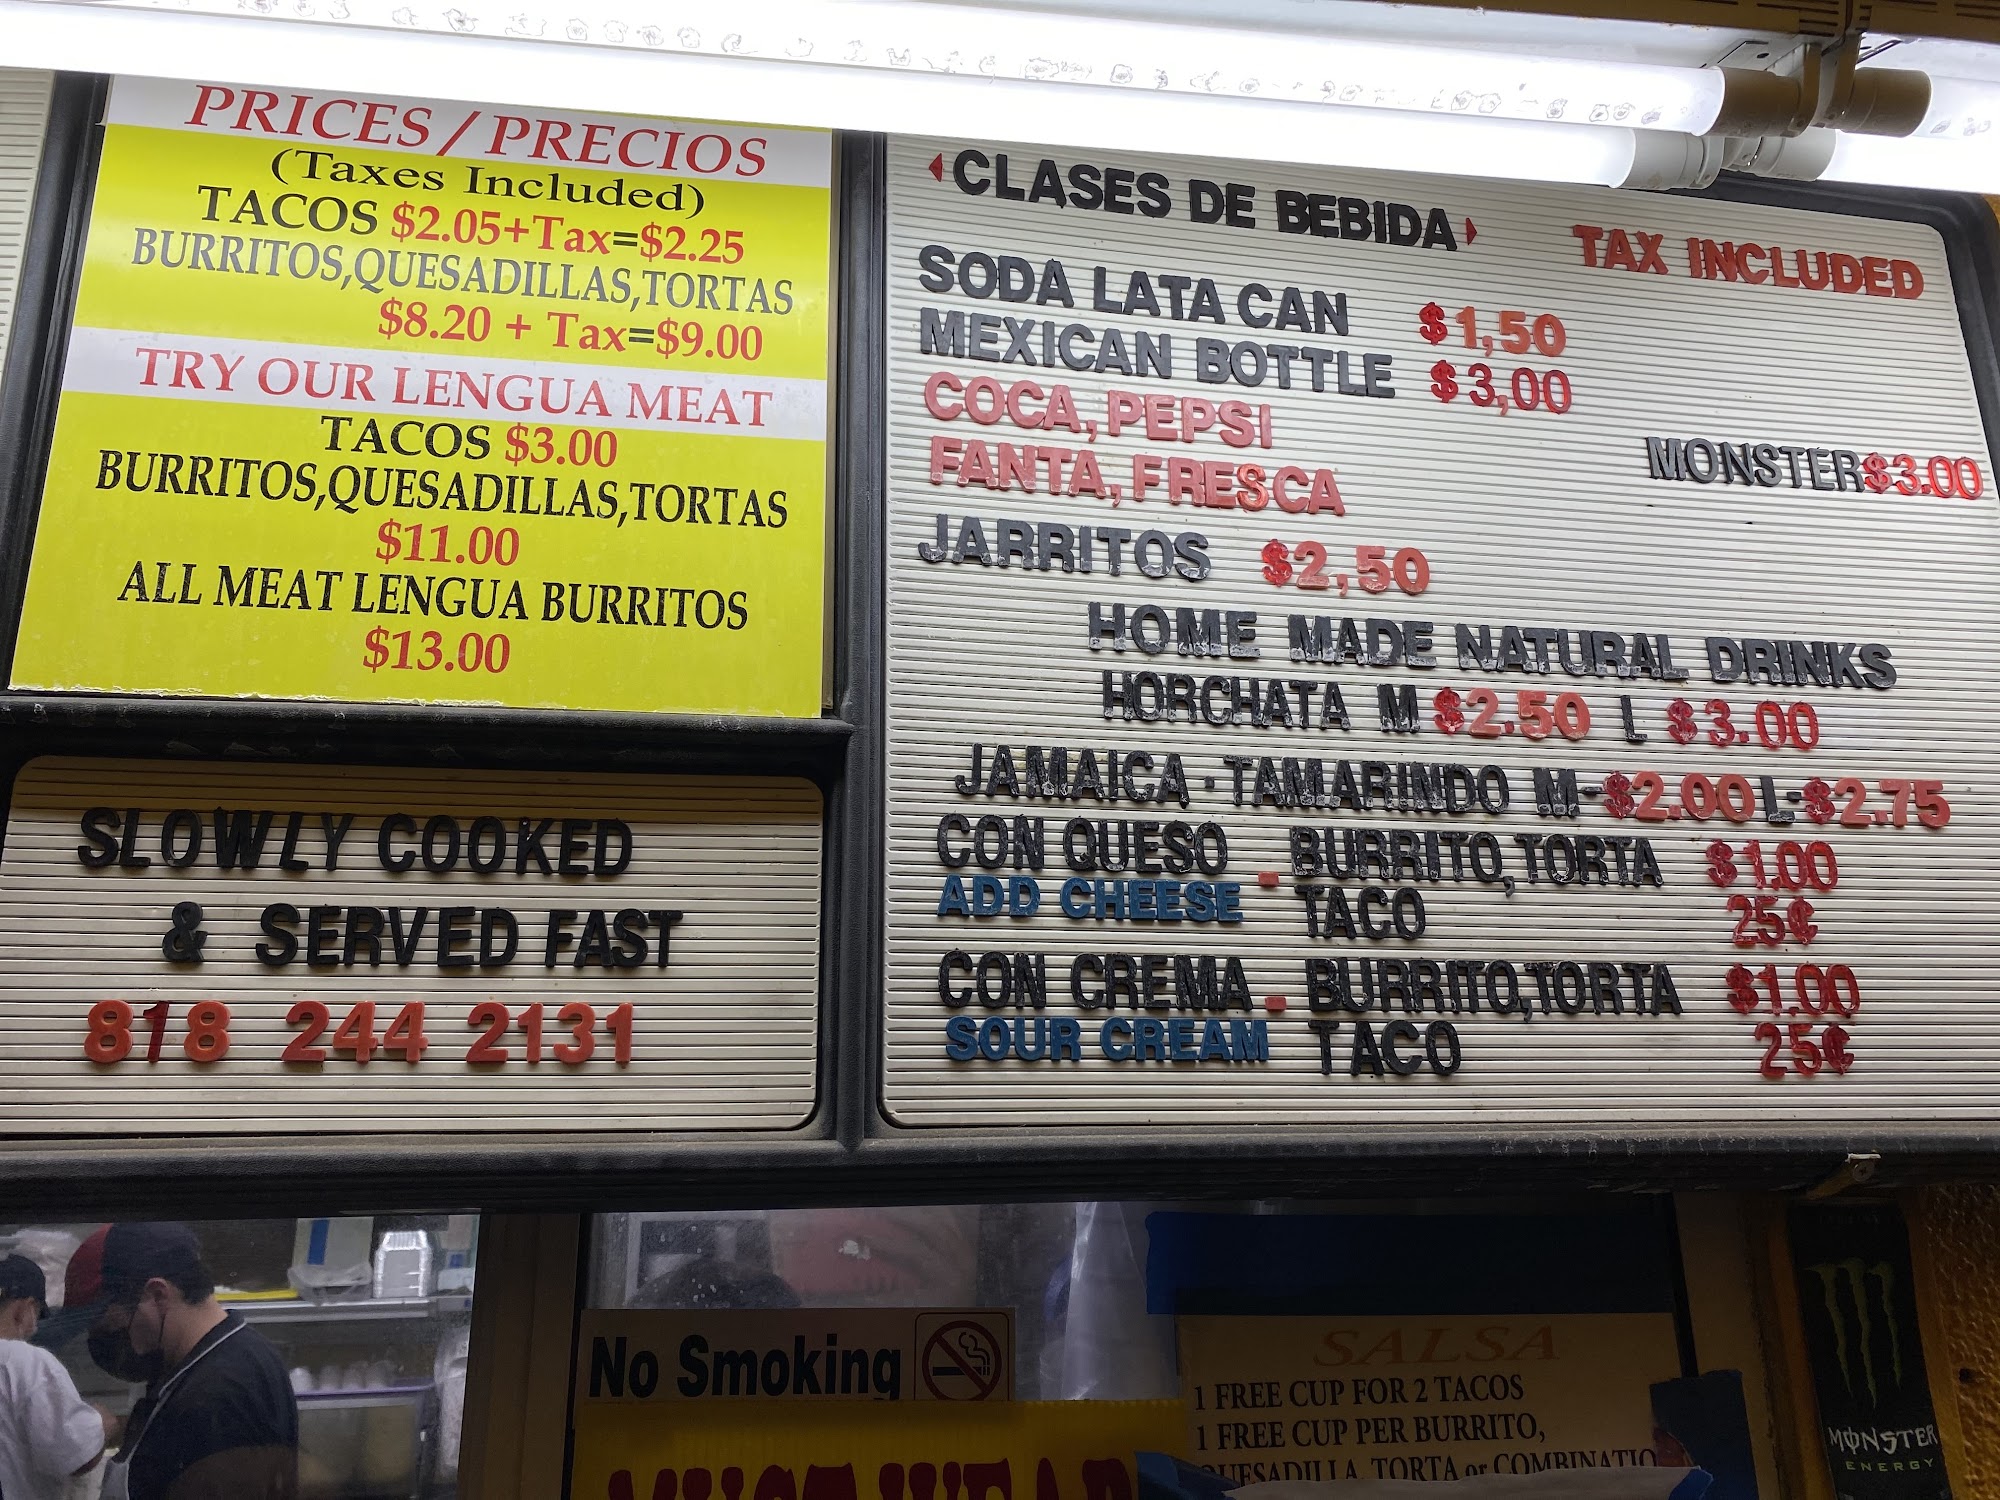 PRICES / PRECIOS
(Taxes Included)
TACOS $2.05+Tax=$2.25
BURRITOS,QUESADILLAS,TORTAS
$8.20 + Tax=$9.00
TRY OUR LENGUA MEAT
TACOS $3.00
BURRITOS,QUESADILLAS,TORTAS
$11.00
ALL MEAT LENGUA BURRITOS
$13.00
SLOWLY COOKED
& SERVED FAST
818 244 2131
CLASES DE BEBIDA
TAX INCLUDED
SODA LATA CAN $1,50
MEXICAN BOTTLE $3,00
COCA, PEPSI
FANTA, FRESCA
MONSTER $3.00
JARRITOS $2,50
HOME MADE NATURAL DRINKS
HORCHATA M $2.50 L $3.00
JAMAICA · TAMARINDO M-$2.00 L-$2.75
CON QUESO - BURRITO, TORTA $1.00
ADD CHEESE TACO 25¢
CON CREMA - BURRITO, TORTA $1.00
SOUR CREAM TACO 25¢
No Smoking
SALSA
1 FREE CUP FOR 2 TACOS
1 FREE CUP PER BURRITO,
QUESADILLA, TORTA or COMBINATIO
MUST WEAR
MONSTER
ENERGY